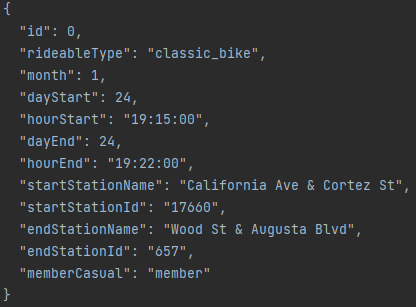 {
"id": 0,
"rideableType": "classic_bike",
"month": 1,
"dayStart": 24,
"hourStart": "19:15:00",
"dayEnd": 24,
"hourEnd": "19:22:00",
"startStationName": "California Ave & Cortez St",
"startStationId": "17660",
"endStationName": "Wood St & Augusta Blvd",
"endStationId": "657",
"memberCasual": "member"
}